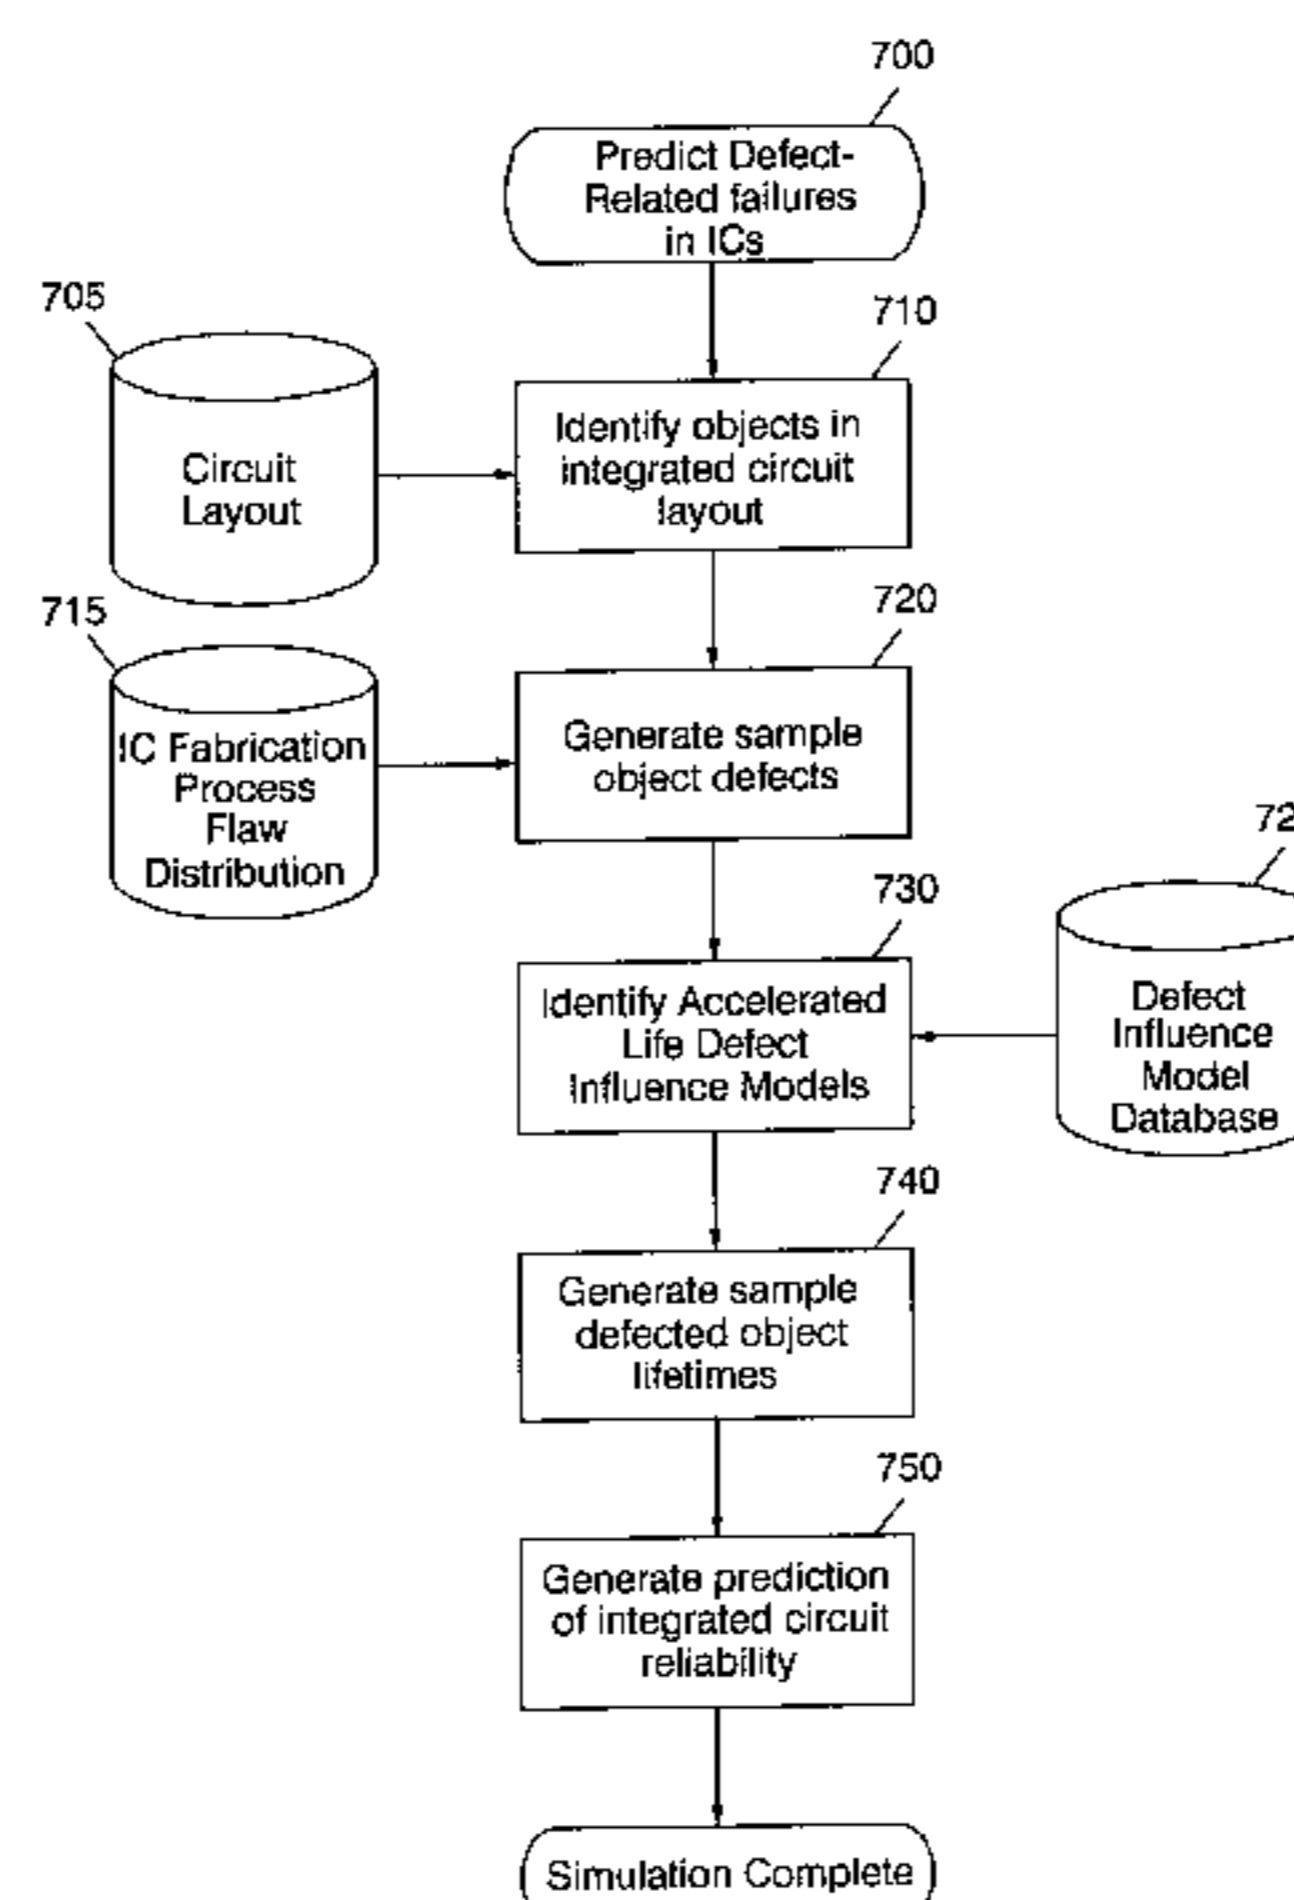 700
Predict Defect-
Related failures
in ICs
705
Circuit
Layout
710
Identify objects in
integrated circuit
layout
715
IC Fabrication
Process
Flaw
Distribution
720
Generate sample
object defects
730
Identify Accelerated
Life Defect
Influence Models
Defect
Influence
Model
Database
740
Generate sample
defected object
lifetimes
750
Generate prediction
of integrated circuit
reliability
Simulation Complete